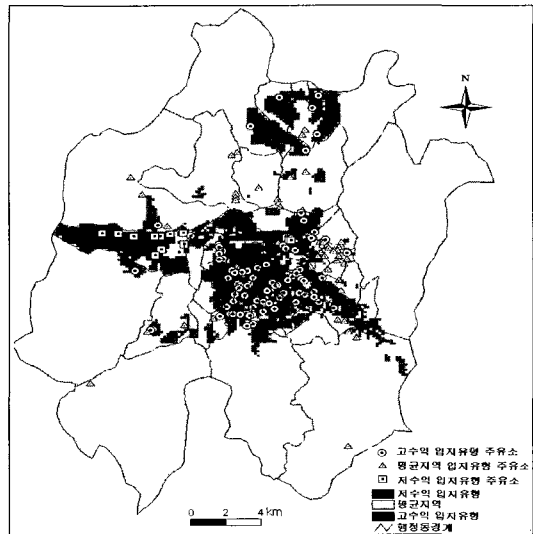 N
고수익 입지유형 주유소
평균지역 입지유형 주유소
저수익 입지유형 주유소
저수익 입지유형
평균지역
고수익 입지유형
행정동경계
0 2 4 km